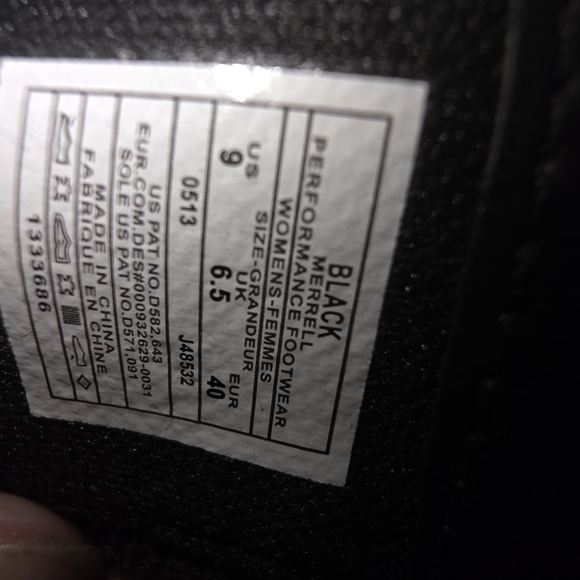 BLACK
MERRELL
PERFORMANCE FOOTWEAR
WOMENS-FEMMES
SIZE-GRANDEUR
US UK EUR
9 6.5 40
0513 J48532
US PAT NO.D582,643
EUR.COM.DES#000932629-0031
SOLE US PAT NO.D571,091
MADE IN CHINA
FABRIQUE EN CHINE
1333686